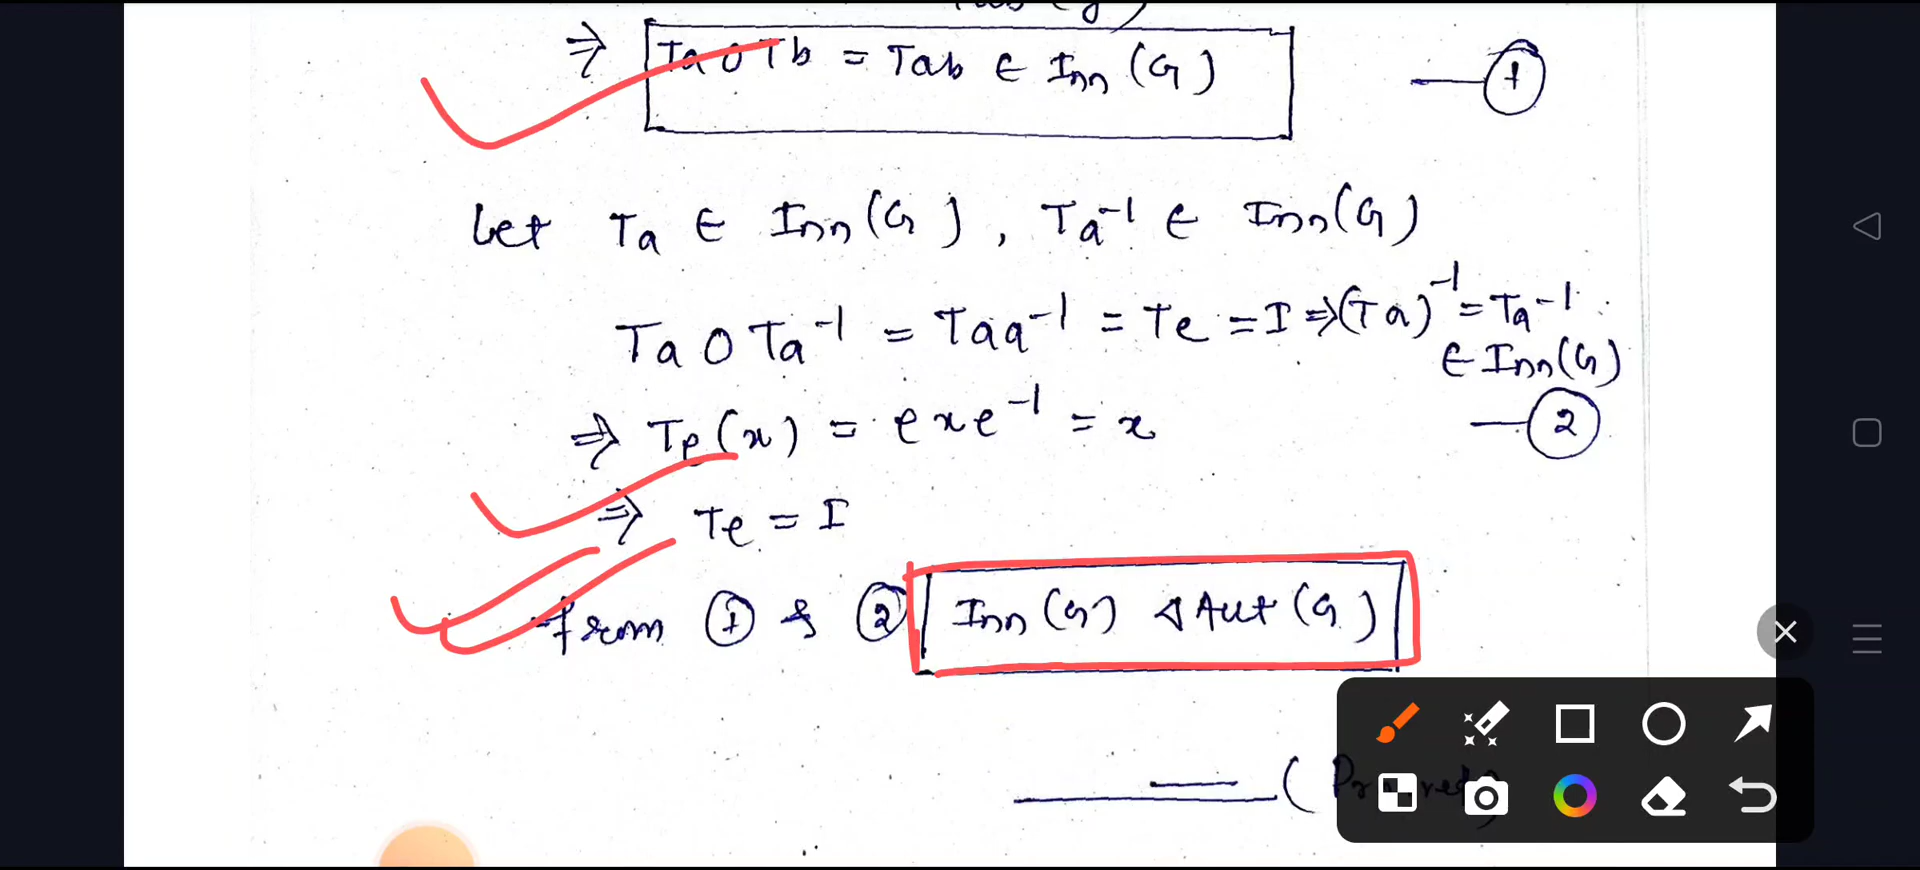 ⇒ Ta o Tb = Tab ∈ Inn (G) — ①
Let Ta ∈ Inn (G), Ta⁻¹ ∈ Inn(G)
Ta o Ta⁻¹ = Taa⁻¹ = Te = I ⇒ (Ta)⁻¹ = Ta⁻¹
∈ Inn(G)
⇒ Te (x) = e x e⁻¹ = x — ②
⇒ Te = I
from ① & ② Inn (G) ⊲ Aut (G)